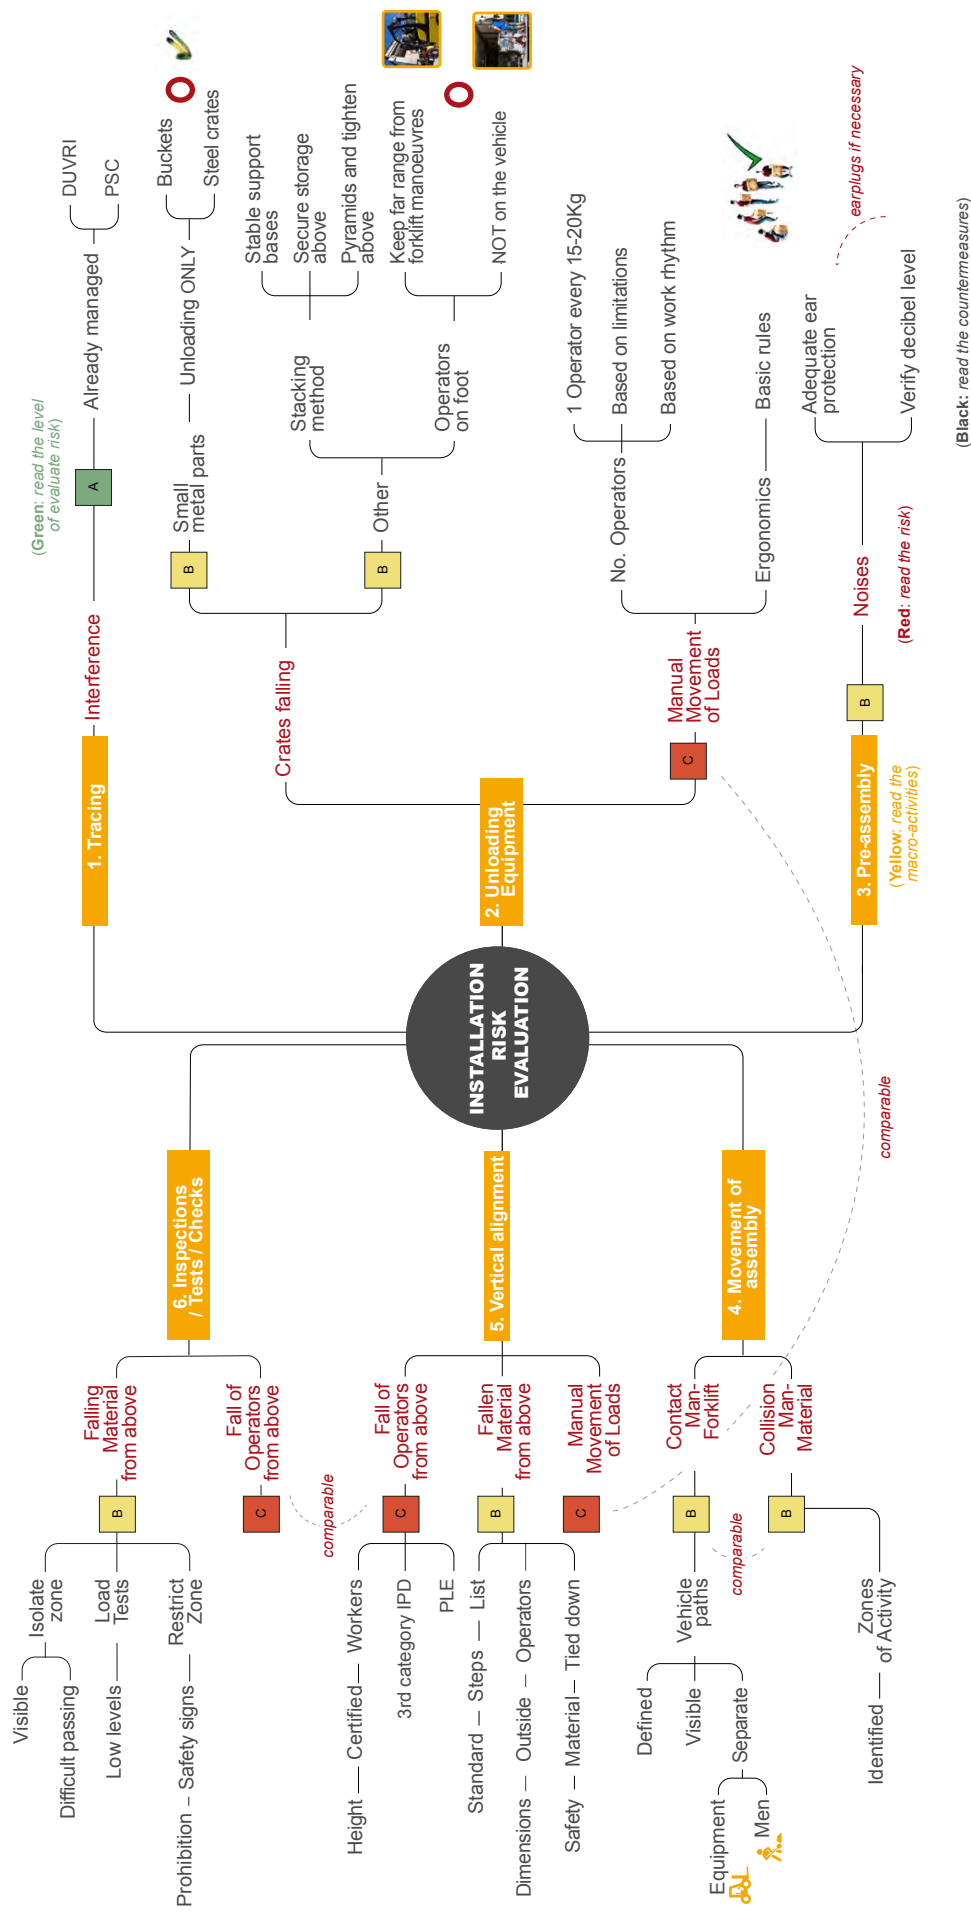 INSTALLATION
RISK
EVALUATION
1. Tracing
Interference
A
(Green: read the level
of evaluate risk)
Already managed
DUVRI
PSC
2. Unloading
Equipment
Crates falling
B
Small
metal parts
Unloading ONLY
Buckets
Steel crates
B
Other
Stacking
method
Stable support
bases
Secure storage
above
Pyramids and tighten
above
Operators
on foot
Keep far range from
forklift manoeuvres
NOT on the vehicle
C
Manual
Movement
of Loads
No. Operators
1 Operator every 15-20Kg
Based on limitations
Based on work rhythm
Ergonomics
Basic rules
3. Pre-assembly
(Yellow: read the
macro-activities)
B
Noises
(Red: read the risk)
Adequate ear
protection
earplugs if necessary
Verify decibel level
(Black: read the countermeasures)
comparable
4. Movement of
assembly
Contact
Man-
Forklift
B
Vehicle
paths
Defined
Visible
Separate
Equipment
Men
comparable
Collision
Man-
Material
B
Zones
of Activity
Identified
5. Vertical alignment
Fall of
Operators
from above
C
Workers
Certified
Height
3rd category IPD
PLE
Fallen
Material
from above
B
List
Steps
Standard
Operators
Outside
Dimensions
Tied down
Material
Safety
Manual
Movement
of Loads
C
6. Inspections
/ Tests / Checks
Falling
Material
from above
B
Isolate
zone
Visible
Difficult passing
Load
Tests
Low levels
Restrict
Zone
Safety signs
Prohibition
Fall of
Operators
from above
C
comparable